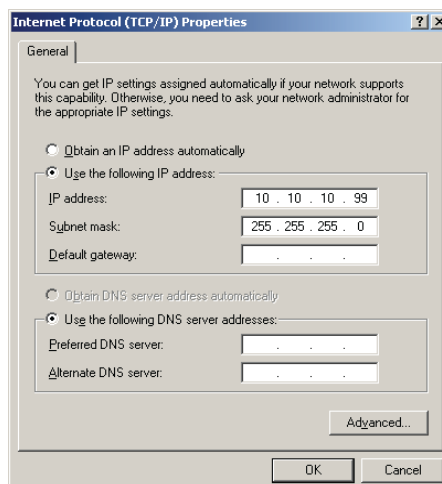 Internet Protocol (TCP/IP) Properties
General
You can get IP settings assigned automatically if your network supports
this capability. Otherwise, you need to ask your network administrator for
the appropriate IP settings.
Obtain an IP address automatically
Use the following IP address:
IP address: 10 . 10 . 10 . 99
Subnet mask: 255 . 255 . 255 . 0
Default gateway: . . .
Obtain DNS server address automatically
Use the following DNS server addresses:
Preferred DNS server: . . .
Alternate DNS server: . . .
Advanced...
OK Cancel